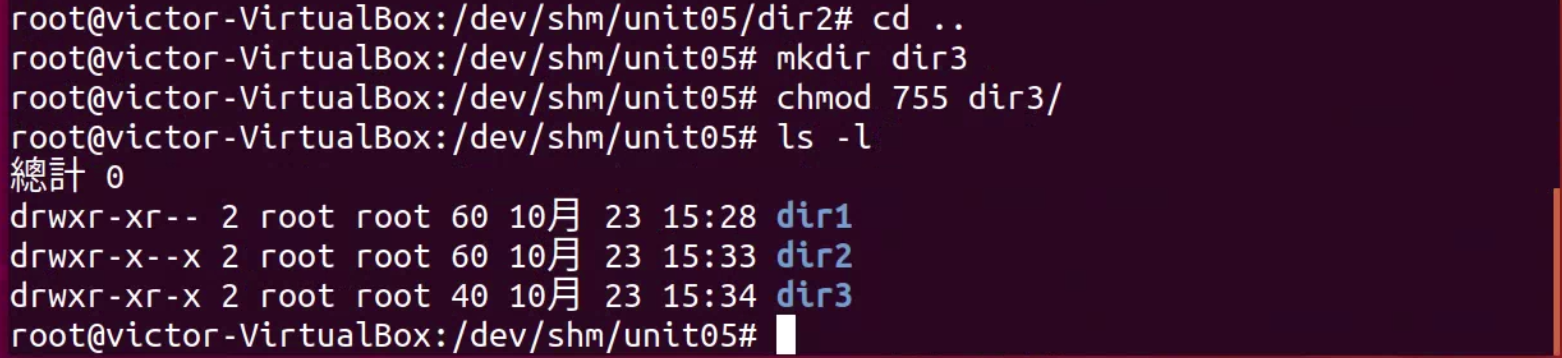 root@victor-VirtualBox:/dev/shm/unit05/dir2# cd ..
root@victor-VirtualBox:/dev/shm/unit05# mkdir dir3
root@victor-VirtualBox:/dev/shm/unit05# chmod 755 dir3/
root@victor-VirtualBox:/dev/shm/unit05# ls -l
總計 0
drwxr-xr-- 2 root root 60 10月 23 15:28 dir1
drwxr-x--x 2 root root 60 10月 23 15:33 dir2
drwxr-xr-x 2 root root 40 10月 23 15:34 dir3
root@victor-VirtualBox:/dev/shm/unit05#